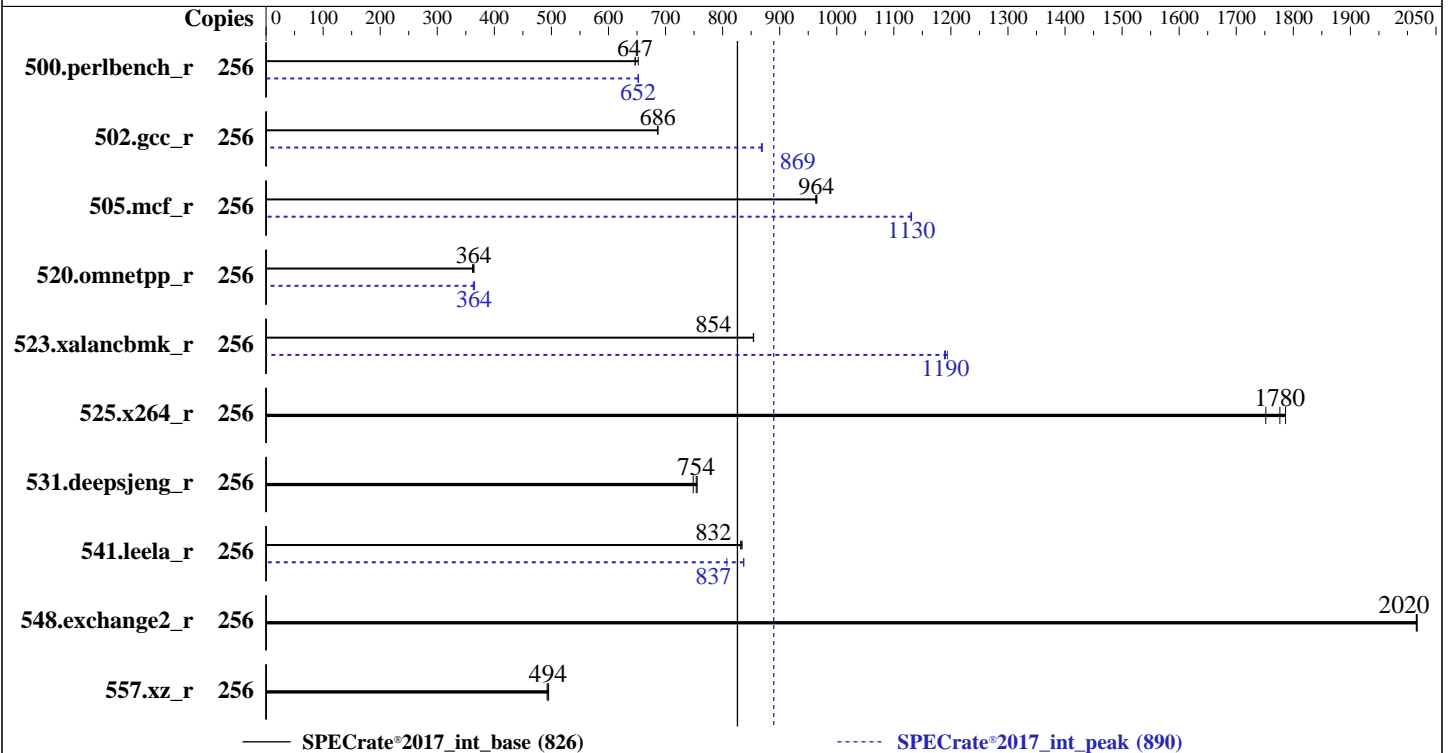 Copies 0 100 200 300 400 500 600 700 800 900 1000 1100 1200 1300 1400 1500 1600 1700 1800 1900 2050
500.perlbench_r 256 647
652
502.gcc_r 256 686
869
505.mcf_r 256 964
1130
520.omnetpp_r 256 364
364
523.xalancbmk_r 256 854
1190
525.x264_r 256 1780
531.deepsjeng_r 256 754
541.leela_r 256 832
837
548.exchange2_r 256 2020
557.xz_r 256 494
SPECrate®2017_int_base (826) SPECrate®2017_int_peak (890)